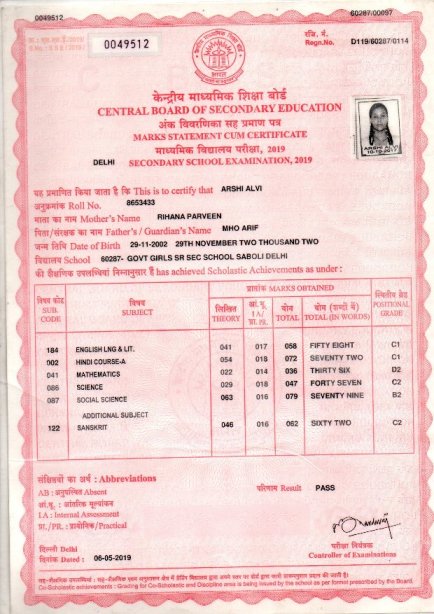 0049512
60287/00097
0049512
रजि. नं.
Regn.No. D119/60287/0114
केन्द्रीय माध्यमिक शिक्षा बोर्ड
CENTRAL BOARD OF SECONDARY EDUCATION
अंक विवरणिका सह प्रमाण पत्र
MARKS STATEMENT CUM CERTIFICATE
माध्यमिक विद्यालय परीक्षा, 2019
DELHI SECONDARY SCHOOL EXAMINATION, 2019
ARSHI ALVI
यह प्रमाणित किया जाता है कि This is to certify that ARSHI ALVI
अनुक्रमांक Roll No. 8653433
माता का नाम Mother's Name RIHANA PARVEEN
पिता/संरक्षक का नाम Father's / Guardian's Name MHO ARIF
जन्म तिथि Date of Birth 29-11-2002 29TH NOVEMBER TWO THOUSAND TWO
विद्यालय School 60287- GOVT GIRLS SR SEC SCHOOL SABOLI DELHI
की शैक्षणिक उपलब्धियां निम्नानुसार हैं has achieved Scholastic Achievements as under :
विषय कोड SUB. CODE विषय SUBJECT प्राप्तांक MARKS OBTAINED स्थितीय ग्रेड POSITIONAL GRADE
लिखित THEORY आं.मू. I A/ प्रा. PR. योग TOTAL योग (शब्दों में) TOTAL (IN WORDS)
184 ENGLISH LNG & LIT. 041 017 058 FIFTY EIGHT C1
002 HINDI COURSE-A 054 018 072 SEVENTY TWO C1
041 MATHEMATICS 022 014 036 THIRTY SIX D2
086 SCIENCE 029 018 047 FORTY SEVEN C2
087 SOCIAL SCIENCE 063 016 079 SEVENTY NINE B2
ADDITIONAL SUBJECT
122 SANSKRIT 046 016 062 SIXTY TWO C2
संक्षिप्तियों का अर्थ : Abbreviations
AB : अनुपस्थित Absent परिणाम Result PASS
आं.मू. : आंतरिक मूल्यांकन
I A : Internal Assessment
प्रा./PR. : प्रायोगिक/Practical
दिल्ली Delhi परीक्षा नियंत्रक
दिनांक Dated : 06-05-2019 Controller of Examinations
Co-Scholastic achievements : Grading for Co-Scholastic and Discipline area is being issued by the school as per format prescribed by the Board.